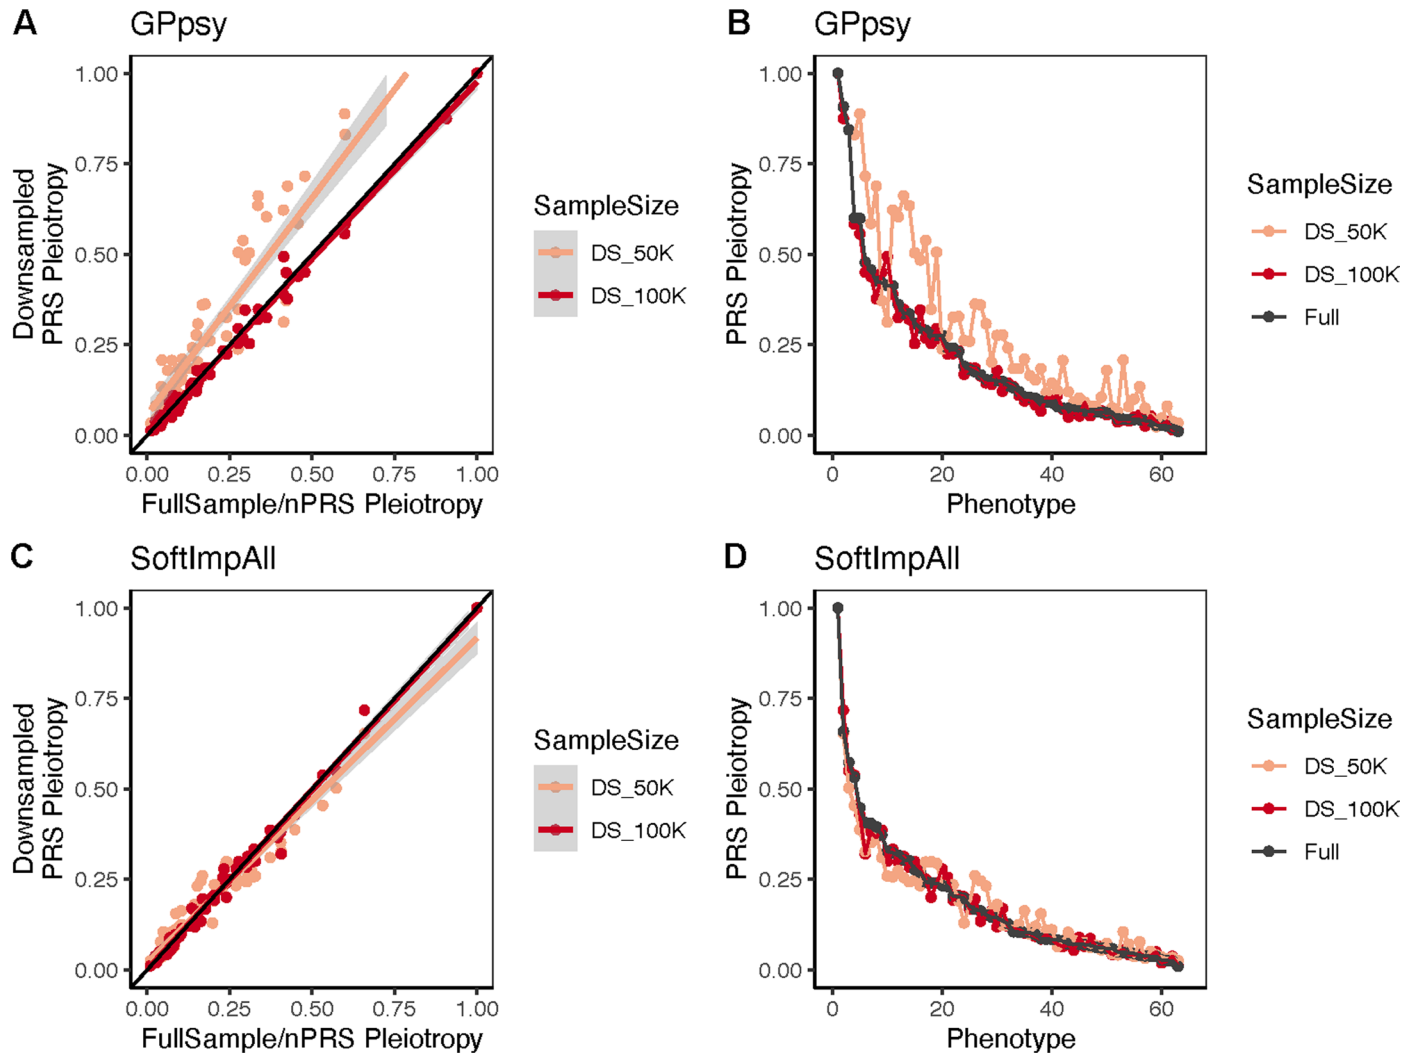 A
GPpsy
1.00
0.75
0.50
0.25
0.00
Downsampled
PRS Pleiotropy
0.00 0.25 0.50 0.75 1.00
FullSample/nPRS Pleiotropy
SampleSize
DS_50K
DS_100K
B
GPpsy
1.00
0.75
0.50
0.25
0.00
PRS Pleiotropy
0 20 40 60
Phenotype
SampleSize
DS_50K
DS_100K
Full
C
SoftImpAll
1.00
0.75
0.50
0.25
0.00
Downsampled
PRS Pleiotropy
0.00 0.25 0.50 0.75 1.00
FullSample/nPRS Pleiotropy
SampleSize
DS_50K
DS_100K
D
SoftImpAll
1.00
0.75
0.50
0.25
0.00
PRS Pleiotropy
0 20 40 60
Phenotype
SampleSize
DS_50K
DS_100K
Full